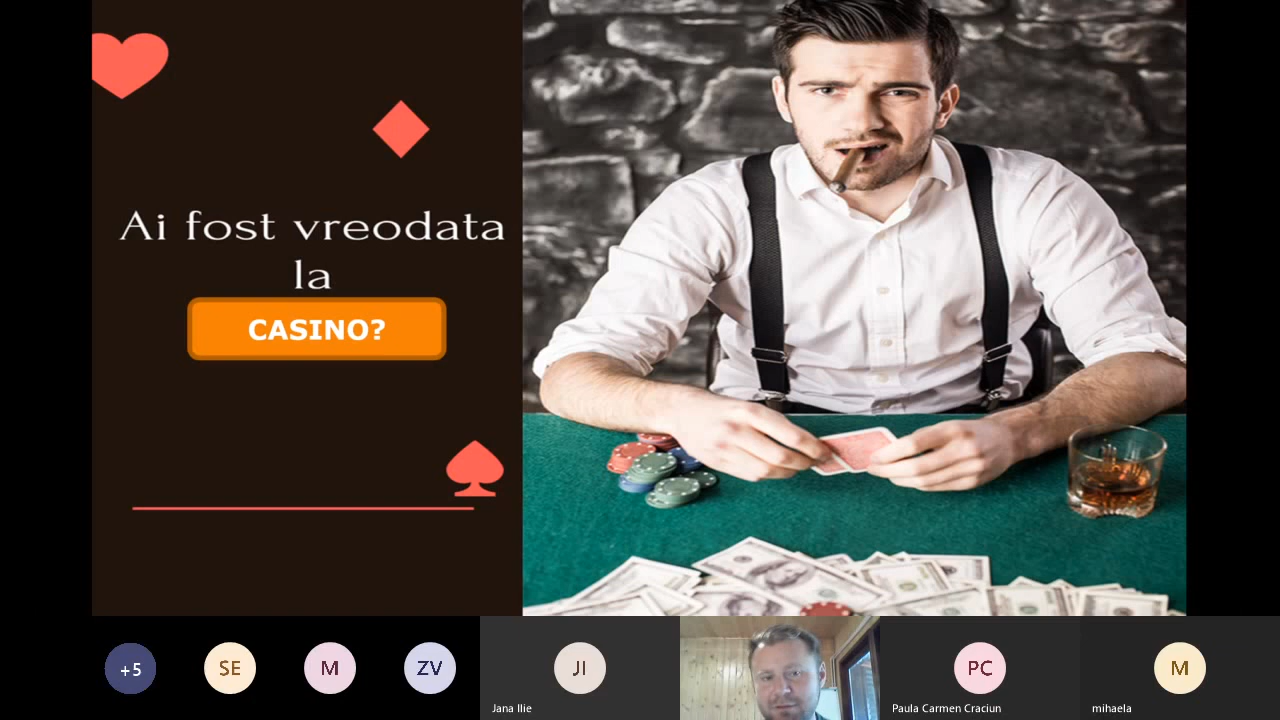 Ai fost vreodata
la
CASINO?
+5
SE
M
ZV
JI
Jana Ilie
PC
Paula Carmen Craciun
M
mihaela